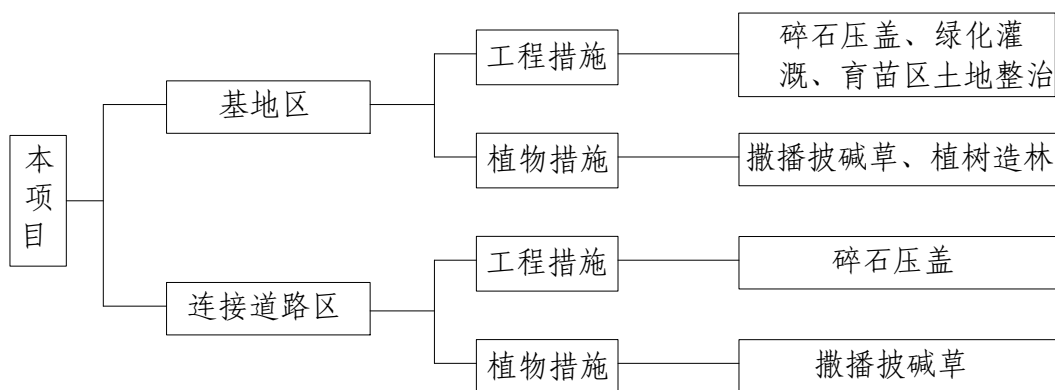 本项目
基地区
工程措施
碎石压盖、绿化灌
溉、育苗区土地整治
植物措施
撒播披碱草、植树造林
连接道路区
工程措施
碎石压盖
植物措施
撒播披碱草